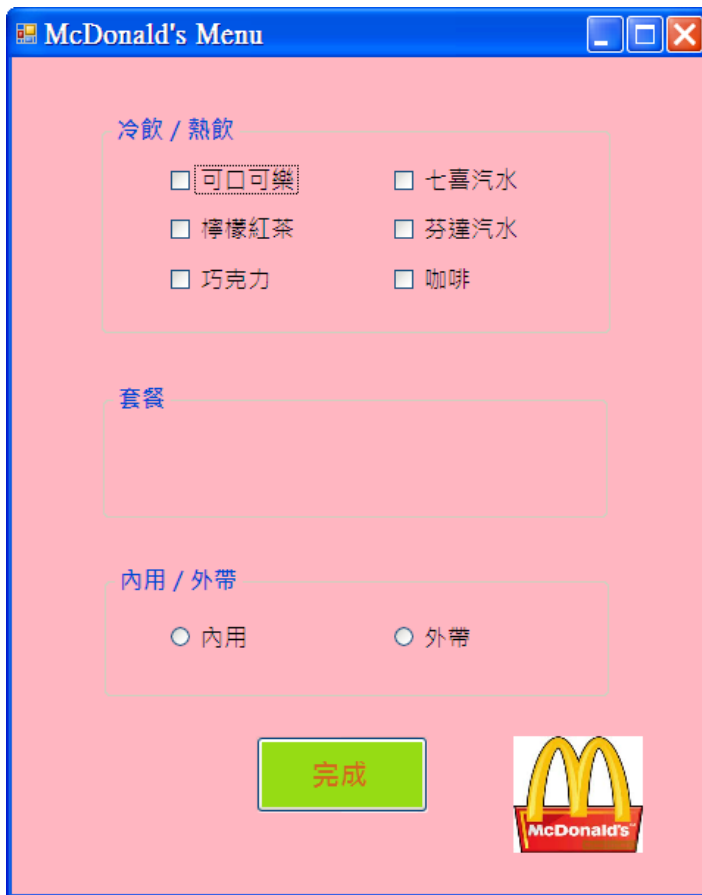 McDonald's Menu
冷飲 / 熱飲
可口可樂 七喜汽水
檸檬紅茶 芬達汽水
巧克力 咖啡
套餐
內用 / 外帶
內用 外帶
完成
McDonald's